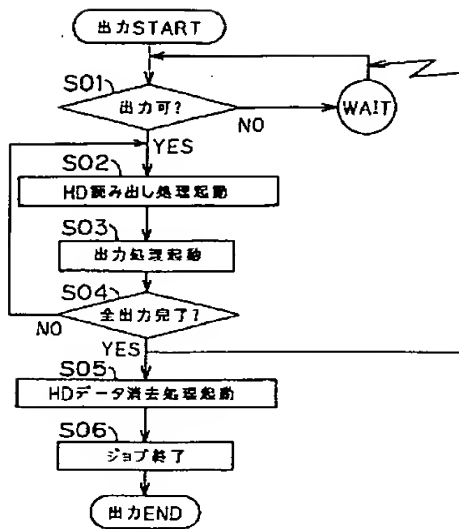 出力START
S01
出力可?
WAIT
NO
YES
S02
HD読み出し処理起動
S03
出力処理起動
S04
全出力完了?
NO
YES
S05
HDデータ消去処理起動
S06
ジョブ終了
出力END